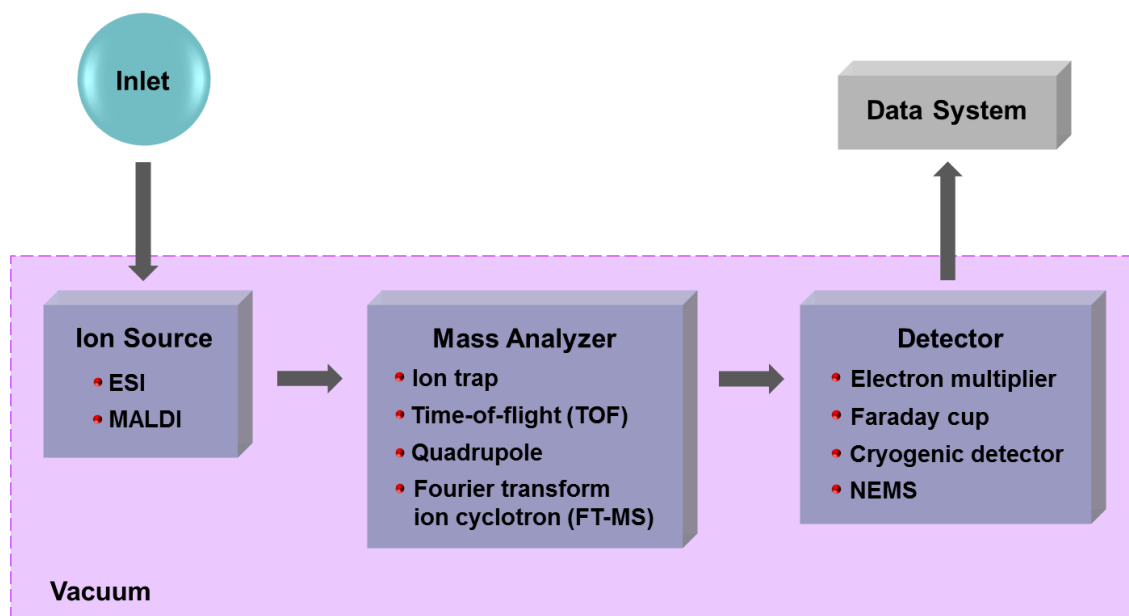 Inlet
Data System
Ion Source
ESI
MALDI
Mass Analyzer
Ion trap
Time-of-flight (TOF)
Quadrupole
Fourier transform
ion cyclotron (FT-MS)
Detector
Electron multiplier
Faraday cup
Cryogenic detector
NEMS
Vacuum